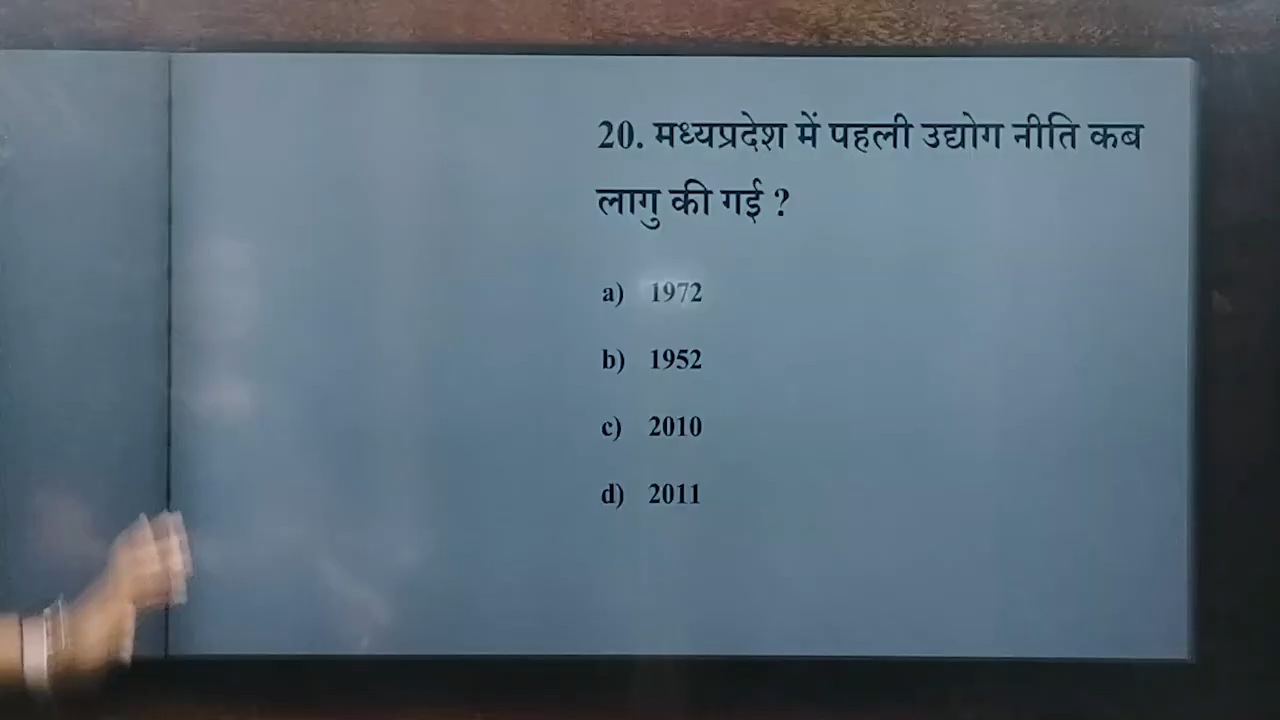 20. मध्यप्रदेश में पहली उद्योग नीति कब
लागु की गई ?
a) 1972
b) 1952
c) 2010
d) 2011